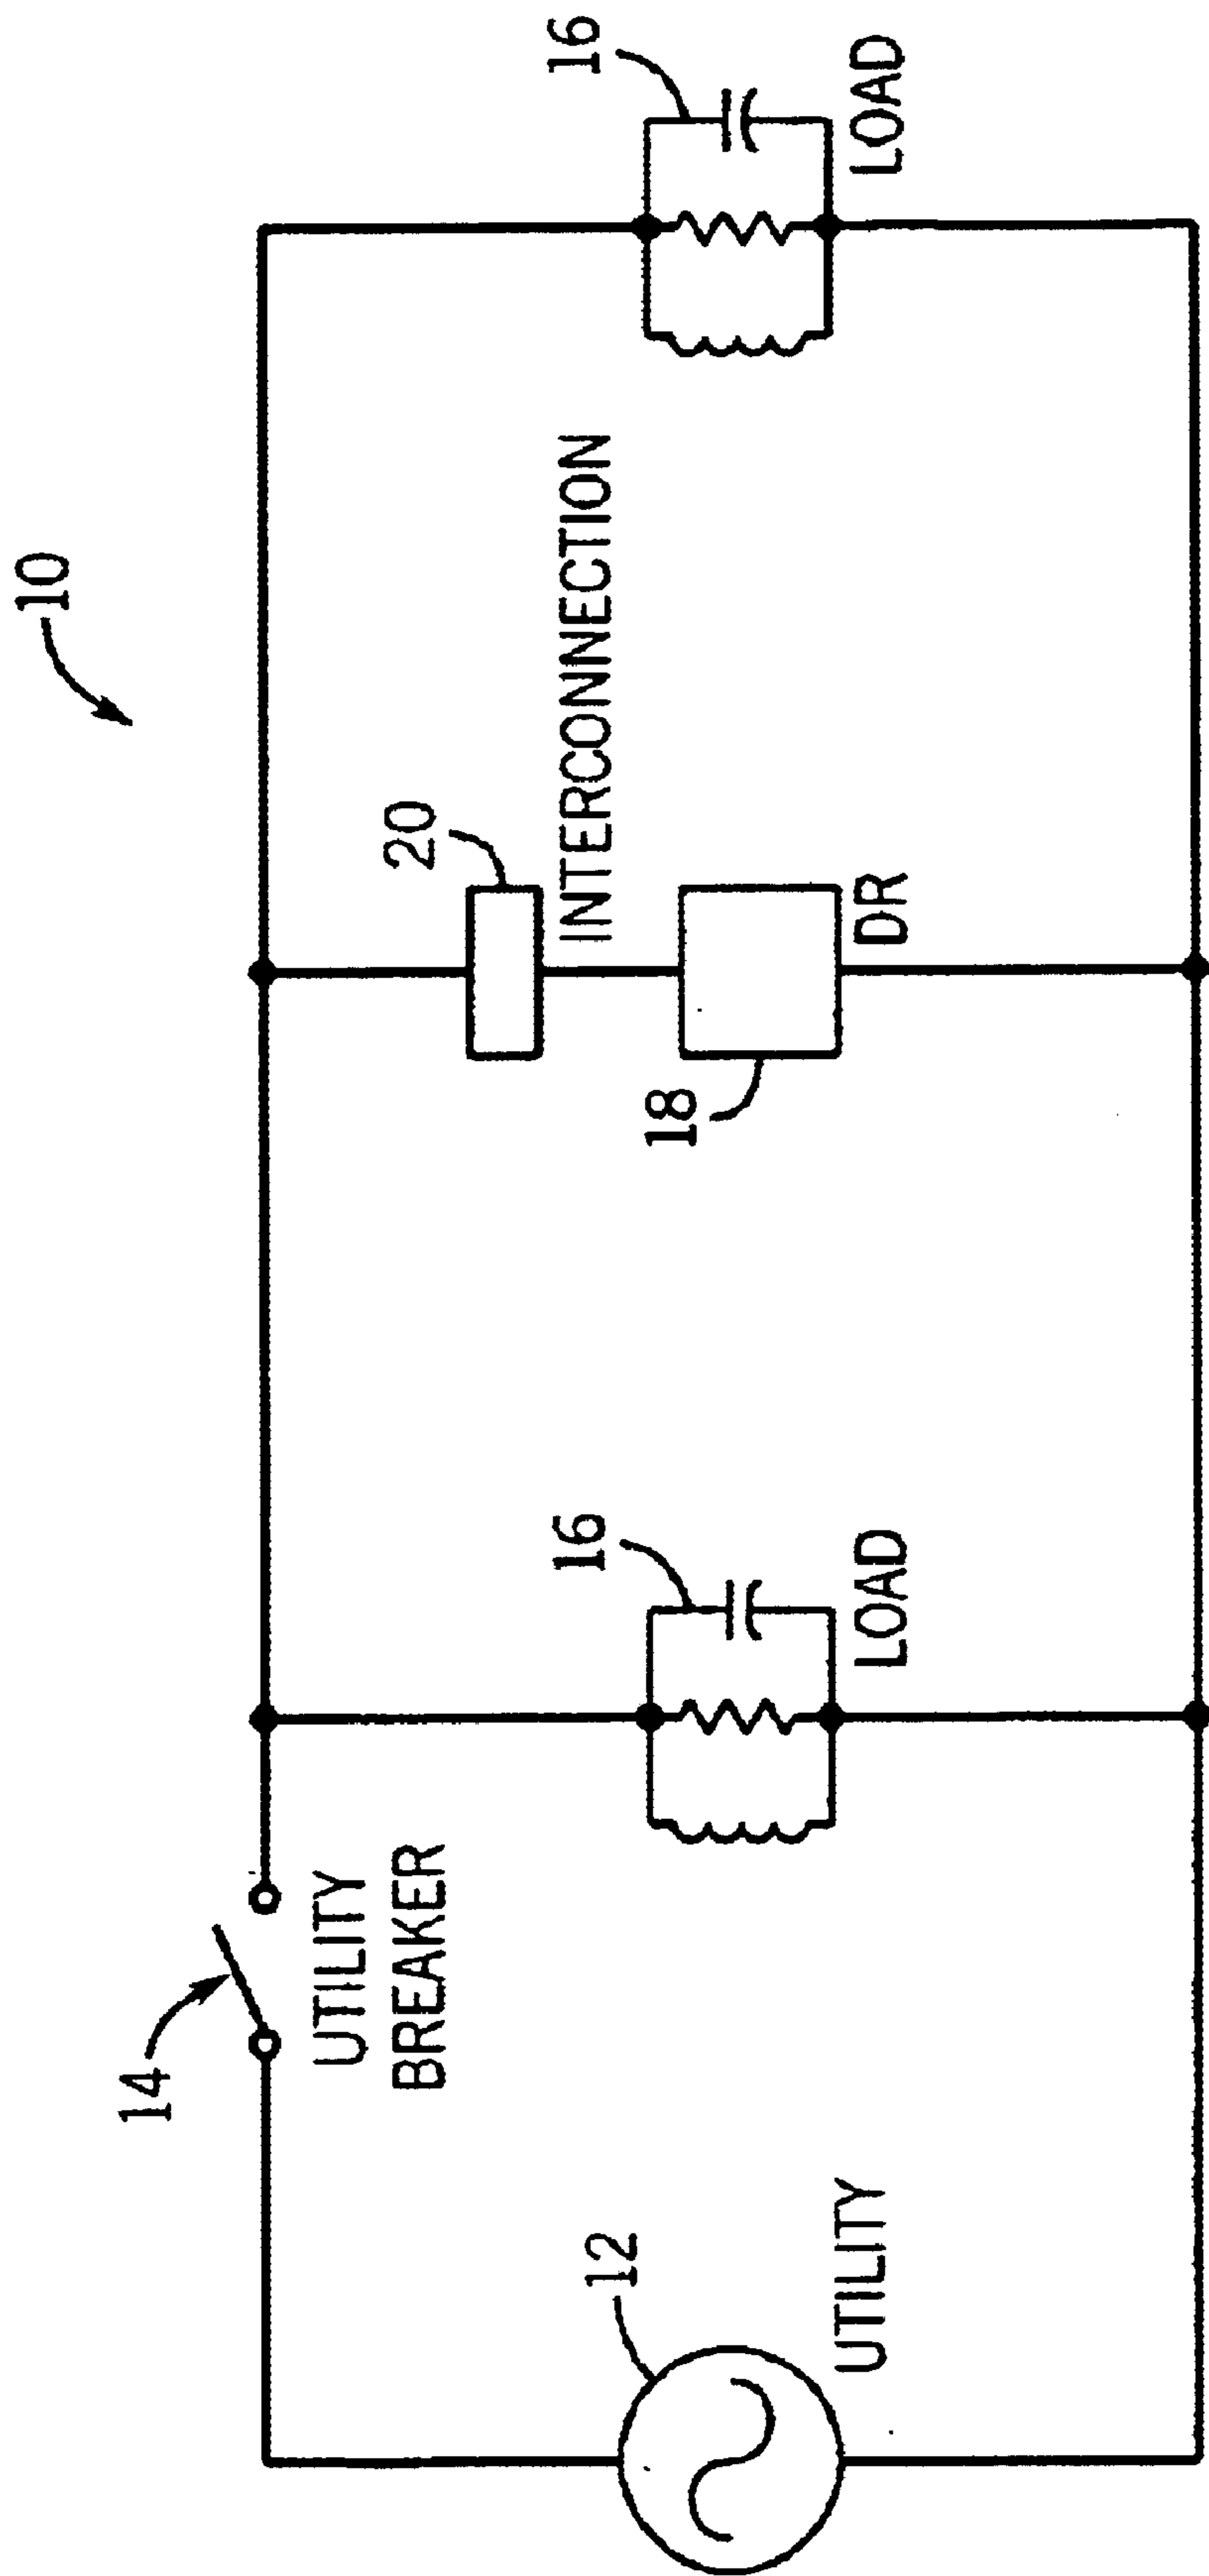 10
14
UTILITY
BREAKER
20
INTERCONNECTION
12
UTILITY
16
LOAD
18
DR
16
LOAD